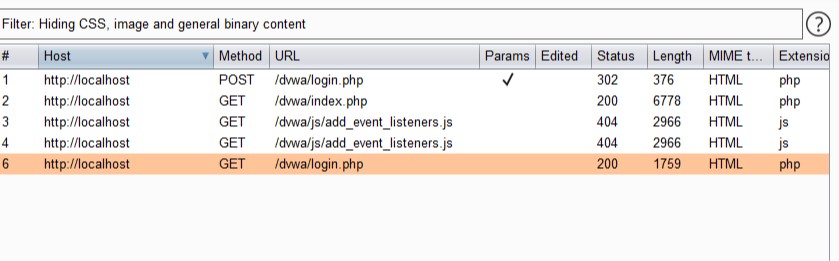 Filter: Hiding CSS, image and general binary content ?
# Host Method URL Params Edited Status Length MIME t... Extensio
1 http://localhost POST /dvwa/login.php ✓ 302 376 HTML php
2 http://localhost GET /dvwa/index.php 200 6778 HTML php
3 http://localhost GET /dvwa/js/add_event_listeners.js 404 2966 HTML js
4 http://localhost GET /dvwa/js/add_event_listeners.js 404 2966 HTML js
6 http://localhost GET /dvwa/login.php 200 1759 HTML php